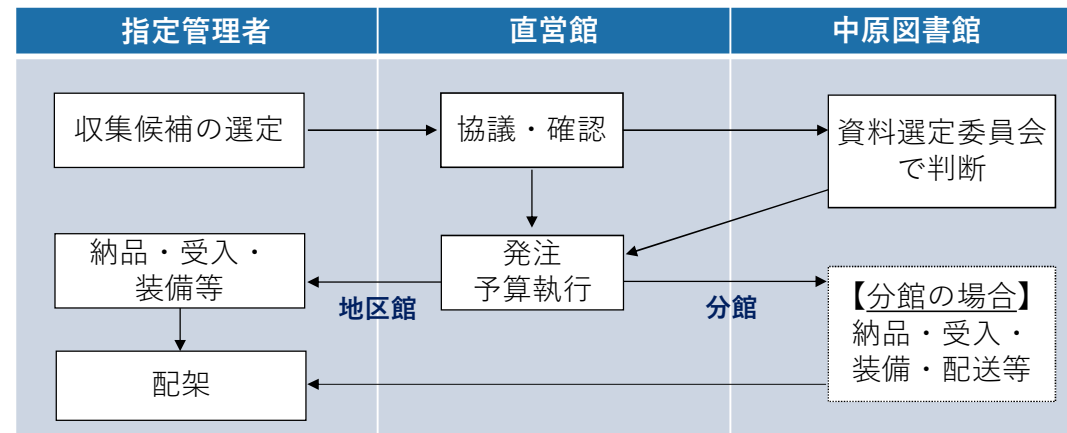 指定管理者
直営館
中原図書館
収集候補の選定
協議・確認
資料選定委員会
で判断
納品・受入・
装備等
発注
予算執行
地区館
分館
【分館の場合】
納品・受入・
装備・配送等
配架